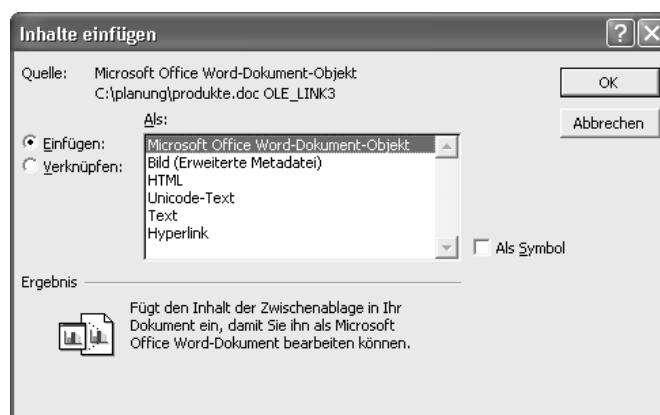 Inhalte einfügen
Quelle: Microsoft Office Word-Dokument-Objekt
C:\planung\produkte.doc OLE_LINK3
OK
Abbrechen
Als:
Einfügen:
Verknüpfen:
Microsoft Office Word-Dokument-Objekt
Bild (Erweiterte Metadatei)
HTML
Unicode-Text
Text
Hyperlink
Als Symbol
Ergebnis
Fügt den Inhalt der Zwischenablage in Ihr
Dokument ein, damit Sie ihn als Microsoft
Office Word-Dokument bearbeiten können.